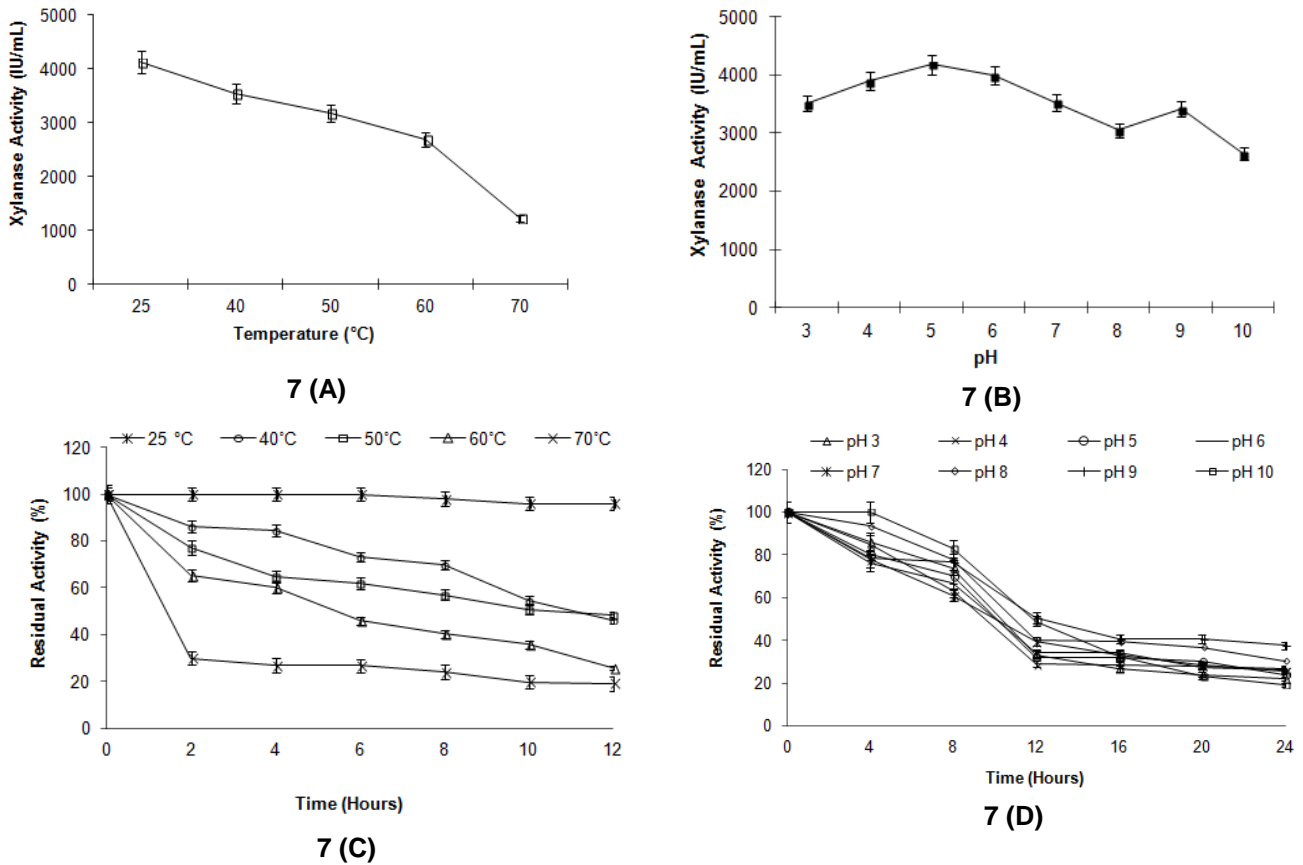 Xylanase Activity (IU/mL)
5000
4000
3000
2000
1000
0
25 40 50 60 70
Temperature (°C)
7 (A)
Xylanase Activity (IU/mL)
5000
4000
3000
2000
1000
0
3 4 5 6 7 8 9 10
pH
7 (B)
25 °C 40°C 50°C 60°C 70°C
Residual Activity (%)
120
100
80
60
40
20
0
0 2 4 6 8 10 12
Time (Hours)
7 (C)
pH 3 pH 4 pH 5 pH 6
pH 7 pH 8 pH 9 pH 10
Residual Activity (%)
120
100
80
60
40
20
0
0 4 8 12 16 20 24
Time (Hours)
7 (D)